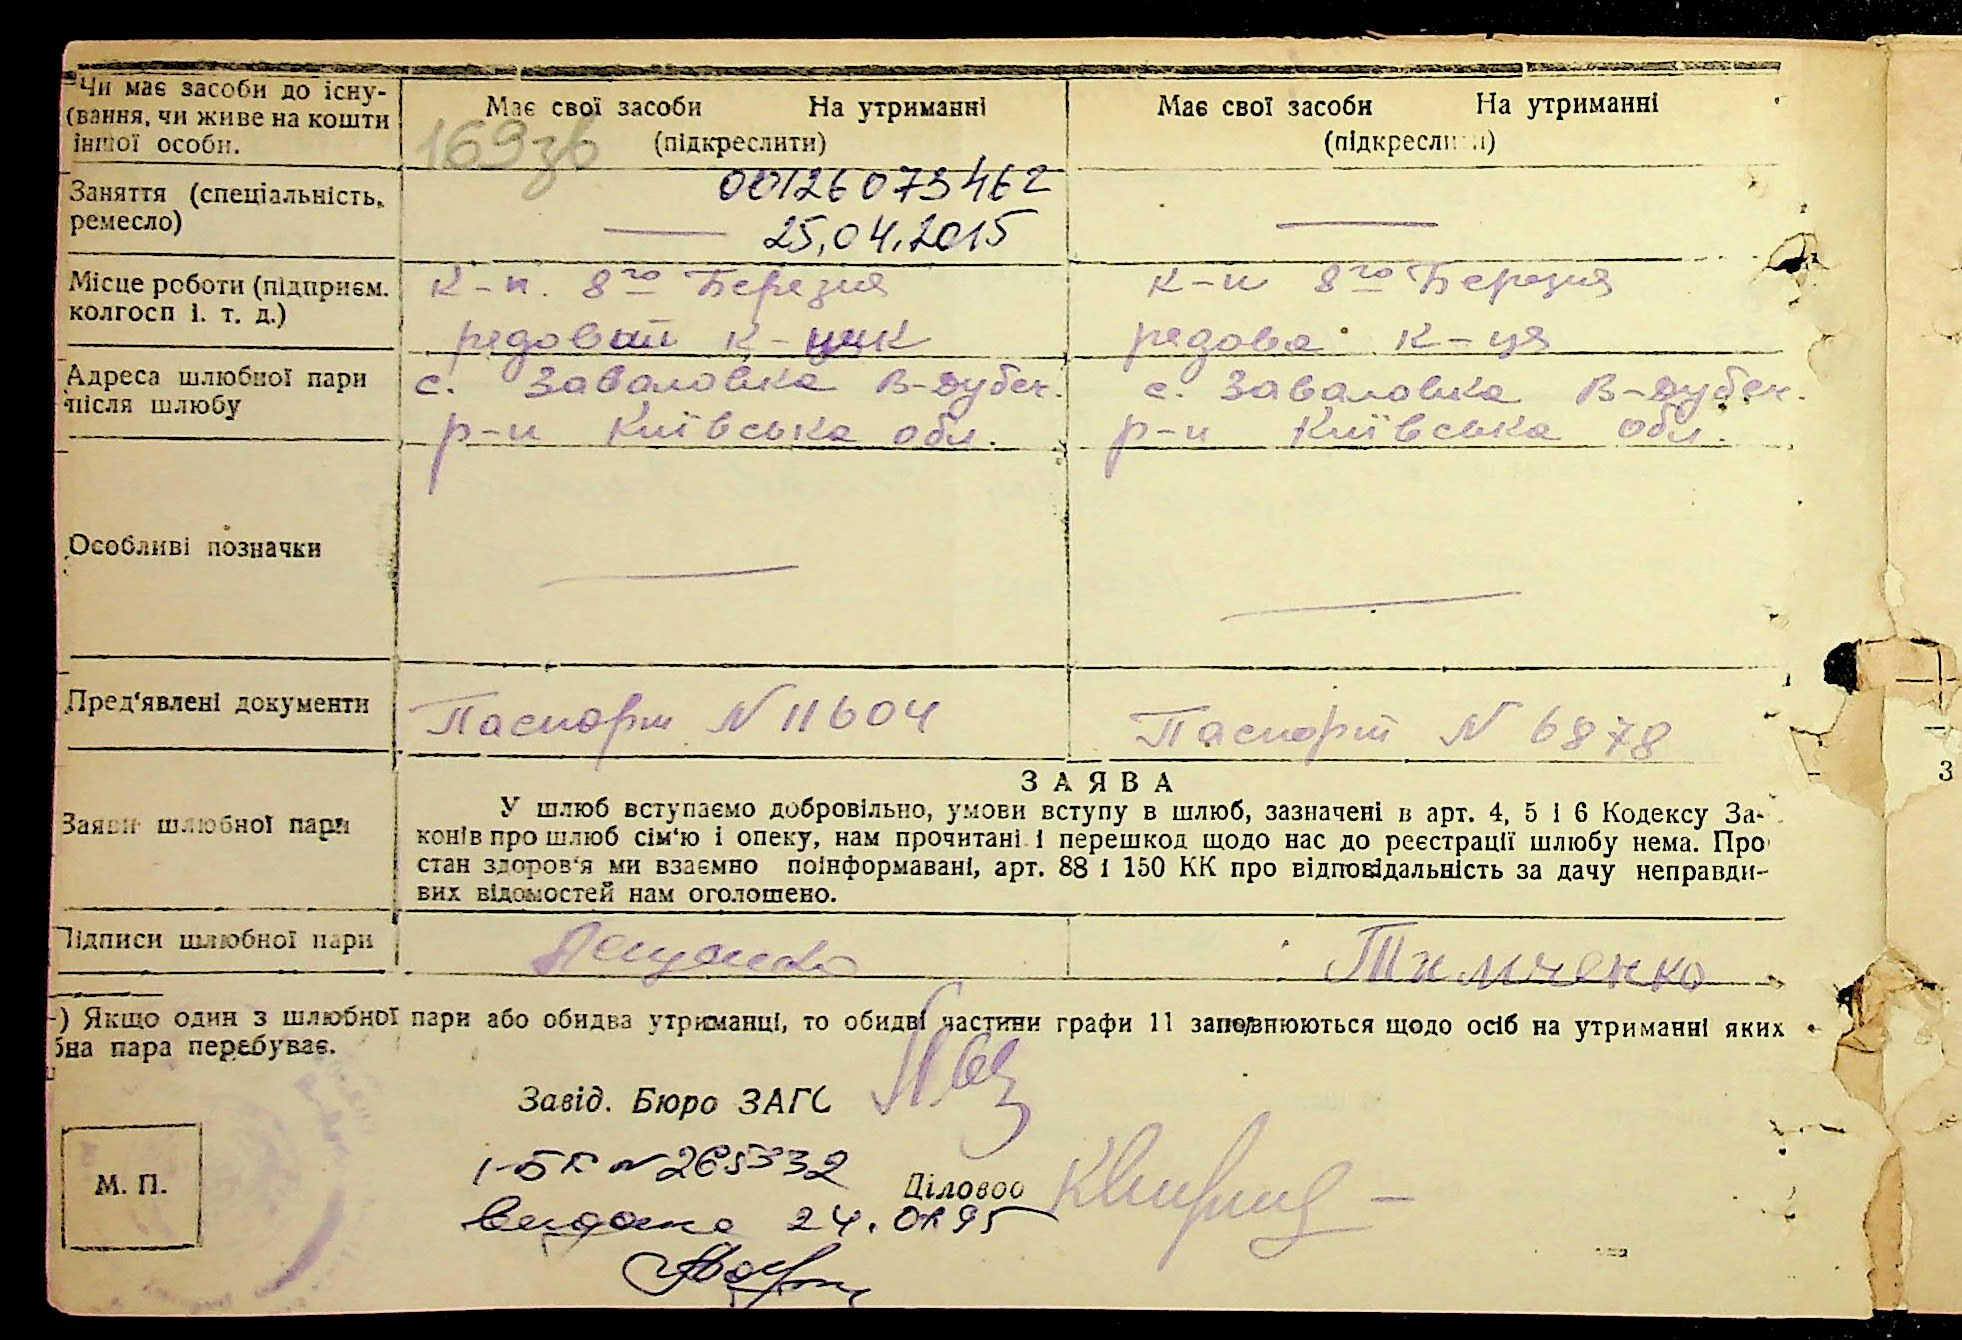 Чи має засоби до існу-
вання, чи живе на кошти
іншої особи.
Має свої засоби На утриманні
(підкреслити)
Має свої засоби На утриманні
(підкреслити)
169зв
Заняття (спеціальність,
ремесло)
00126073462
25.04.2015
Місце роботи (підприєм.
колгосп і. т. д.)
к-п. 8го Березня
редовий к-цик
к-п 8го Березня
редова к-ця
Адреса шлюбної пари
після шлюбу
с. Заваловка В-Дубеч.
р-н Київська обл.
с. Заваловка В-Дубеч.
р-н Київська обл.
Особливі позначки
Пред'явлені документи
Паспорт N 11604
Паспорт N 6878
Заяви шлюбної пари
ЗАЯВА
У шлюб вступаємо добровільно, умови вступу в шлюб, зазначені в арт. 4, 5 і 6 Кодексу За-
конів про шлюб сім'ю і опеку, нам прочитані і перешкод щодо нас до реєстрації шлюбу нема. Про
стан здоров'я ми взаємно поінформавані, арт. 88 і 150 КК про відповідальність за дачу неправди-
вих відомостей нам оголошено.
Підписи шлюбної пари
Тимченко
) Якщо один з шлюбної пари або обидва утриманці, то обидві частини графи 11 заповнюються щодо осіб на утриманні яких
бна пара перебуває.
Завід. Бюро ЗАГС
1-БК N 265332
Діловод
видано 24.01.95
М. П.
3